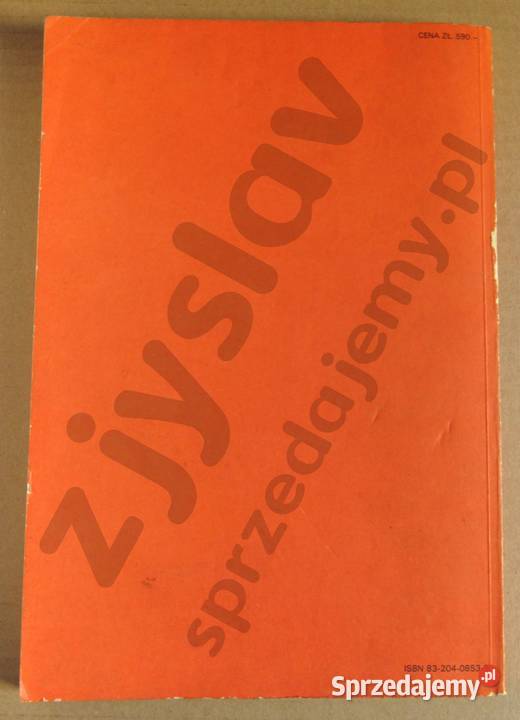 CENA ZŁ 590.–
zjyslav
sprzedajemy.pl
ISBN 83-204-0853
Sprzedajemy.pl